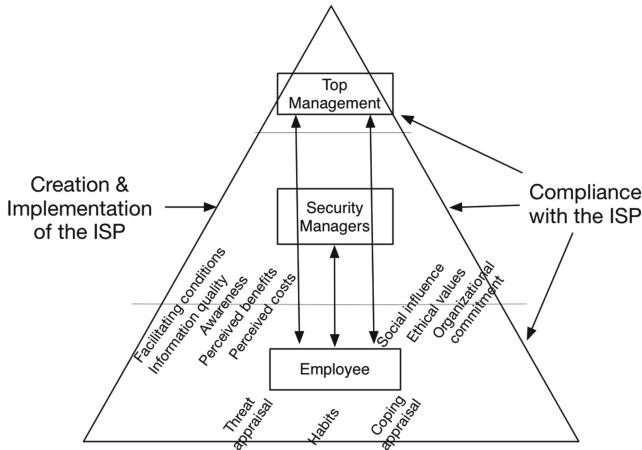 Top
Management
Creation &
Implementation
of the ISP
Security
Managers
Compliance
with the ISP
Facilitating conditions
Information quality
Awareness
Perceived benefits
Perceived costs
Social influence
Ethical values
Organizational
commitment
Employee
Threat
appraisal
Habits
Coping
appraisal